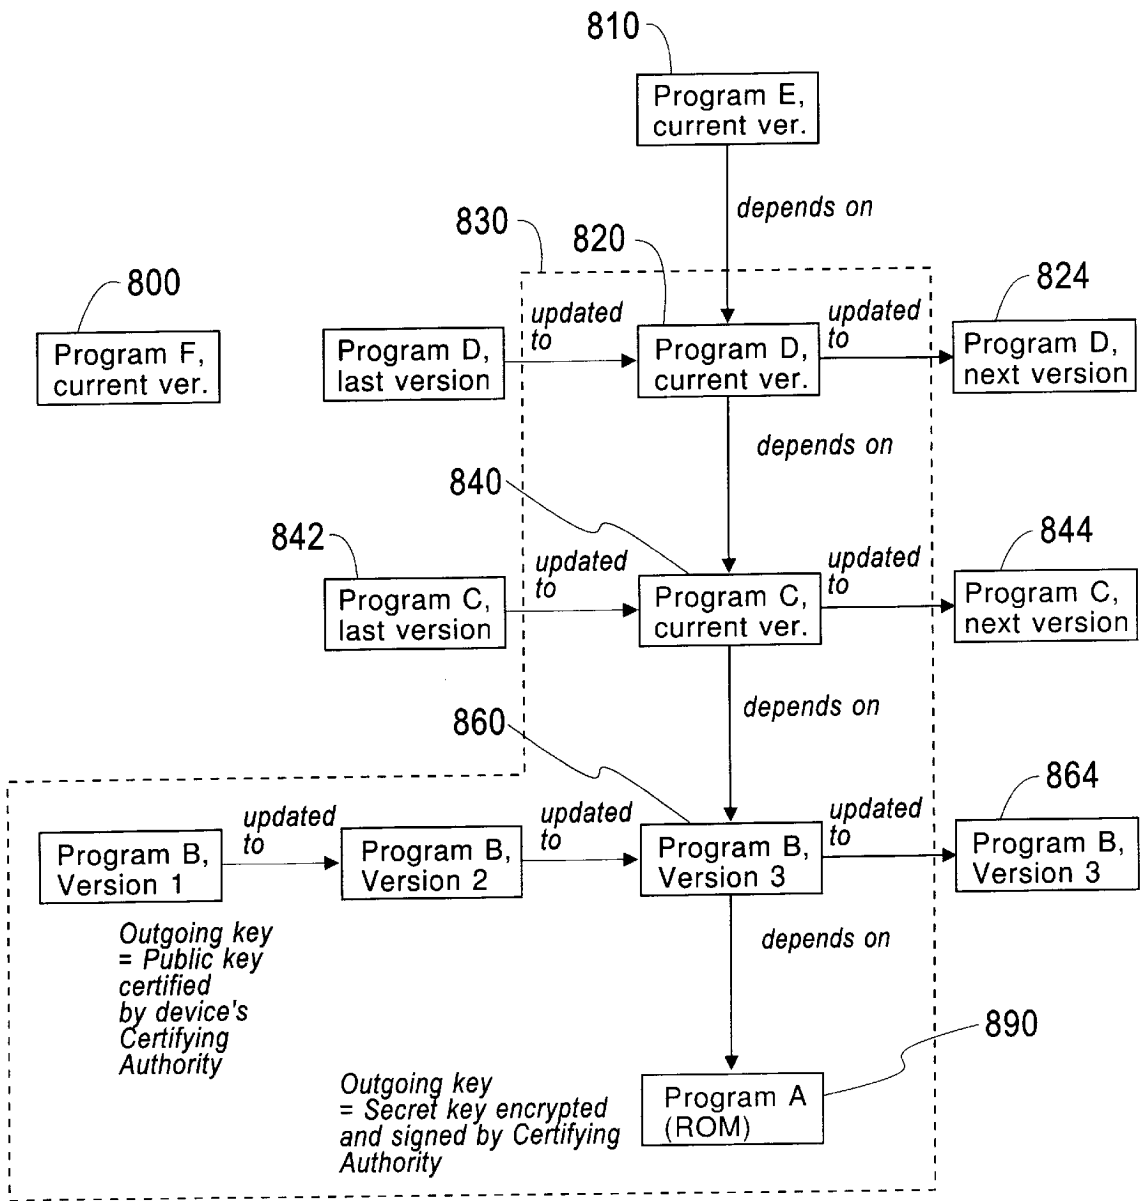 810
Program E,
current ver.
depends on
830
820
800
824
updated
to
updated
to
Program F,
current ver.
Program D,
last version
Program D,
current ver.
Program D,
next version
depends on
840
842
844
updated
to
updated
to
Program C,
last version
Program C,
current ver.
Program C,
next version
depends on
860
864
updated
to
updated
to
updated
to
Program B,
Version 1
Program B,
Version 2
Program B,
Version 3
Program B,
Version 3
Outgoing key
= Public key
certified
by device's
Certifying
Authority
depends on
890
Outgoing key
= Secret key encrypted
and signed by Certifying
Authority
Program A
(ROM)